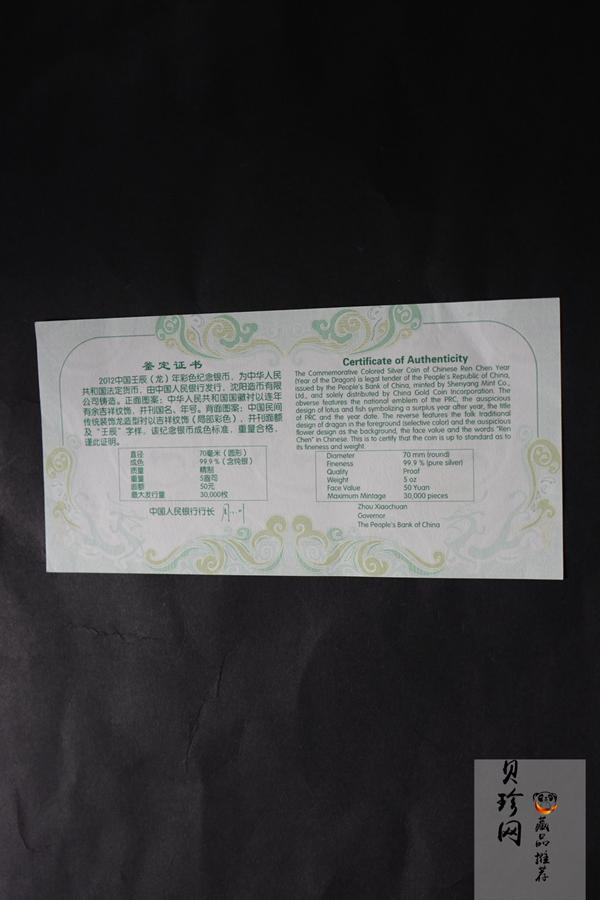 鉴定证书
2012中国壬辰（龙）年彩色纪念银币，为中华人民
共和国法定货币，由中国人民银行发行，沈阳造币有限
公司铸造。正面图案：中华人民共和国国徽衬以连年
有余吉祥纹饰，并刊国名、年号。背面图案：中国民间
传统装饰龙造型衬以吉祥纹饰（局部彩色），并刊面额
及“壬辰”字样。该纪念银币成色标准，重量合格，
谨此证明。
直径 70毫米（圆形）
成色 99.9％（含纯银）
质量 精制
重量 5盎司
面额 50元
最大发行量 30,000枚
中国人民银行行长
Certificate of Authenticity
The Commemorative Colored Silver Coin of Chinese Ren Chen Year
(Year of the Dragon) is legal tender of the People's Republic of China,
issued by the People's Bank of China, minted by Shenyang Mint Co.,
Ltd., and solely distributed by China Gold Coin Incorporation. The
obverse features the national emblem of the PRC, the auspicious
design of lotus and fish symbolizing a surplus year after year, the title
of PRC and the year date. The reverse features the folk traditional
design of dragon in the foreground (selective color) and the auspicious
flower design as the background, the face value and the words "Ren
Chen" in Chinese. This is to certify that the coin is up to standard as to
its fineness and weight.
Diameter 70 mm (round)
Fineness 99.9 % (pure silver)
Quality Proof
Weight 5 oz
Face Value 50 Yuan
Maximum Mintage 30,000 pieces
Zhou Xiaochuan
Governor
The People's Bank of China
贝珍网
藏品推荐